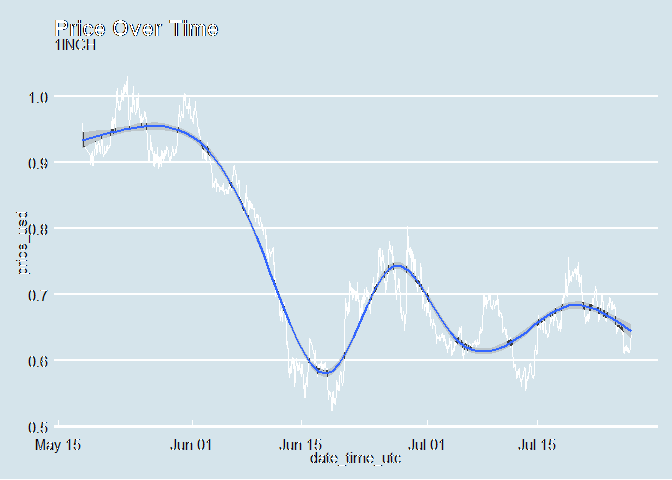 Price Over Time
1INCH
price_usd
1.0
0.9
0.8
0.7
0.6
0.5
May 15
Jun 01
Jun 15
Jul 01
Jul 15
date_time_utc